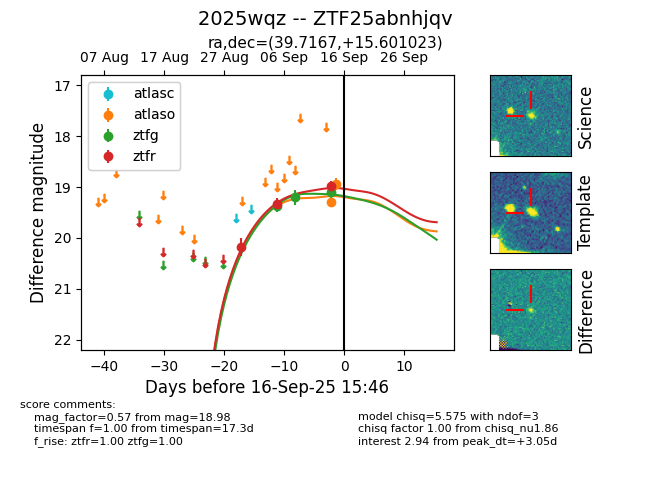 2025wqz -- ZTF25abnhjqv
ra,dec=(39.7167,+15.601023)
07 Aug 17 Aug 27 Aug 06 Sep 16 Sep 26 Sep
atlasc
atlaso
ztfg
ztfr
17
18
19
20
21
22
Difference magnitude
−40 −30 −20 −10 0 10
Days before 16-Sep-25 15:46
Science
Template
Difference
score comments:
mag_factor=0.57 from mag=18.98
timespan f=1.00 from timespan=17.3d
f_rise: ztfr=1.00 ztfg=1.00
model chisq=5.575 with ndof=3
chisq factor 1.00 from chisq_nu1.86
interest 2.94 from peak_dt=+3.05d